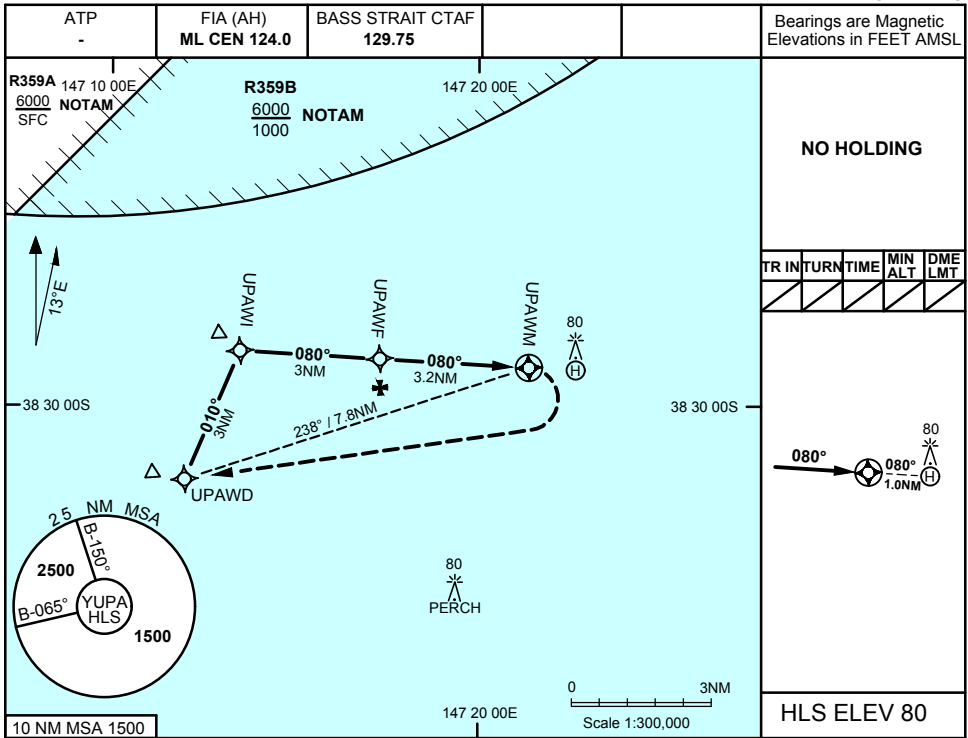 ATP
-
FIA (AH)
ML CEN 124.0
BASS STRAIT CTAF
129.75
Bearings are Magnetic
Elevations in FEET AMSL
R359A
6000
SFC
NOTAM
147 10 00E
R359B
6000
1000
NOTAM
147 20 00E
NO HOLDING
TR IN TURN TIME MIN ALT DME LMT
13°E
UPAWI
UPAWF
UPAWM
80
H
080°
3NM
080°
3.2NM
010°
3NM
238° / 7.8NM
38 30 00S
38 30 00S
UPAWD
080°
080°
1.0NM
80
H
25 NM MSA
B-150°
2500
B-065°
YUPA
HLS
1500
80
PERCH
0 3NM
Scale 1:300,000
147 20 00E
10 NM MSA 1500
HLS ELEV 80